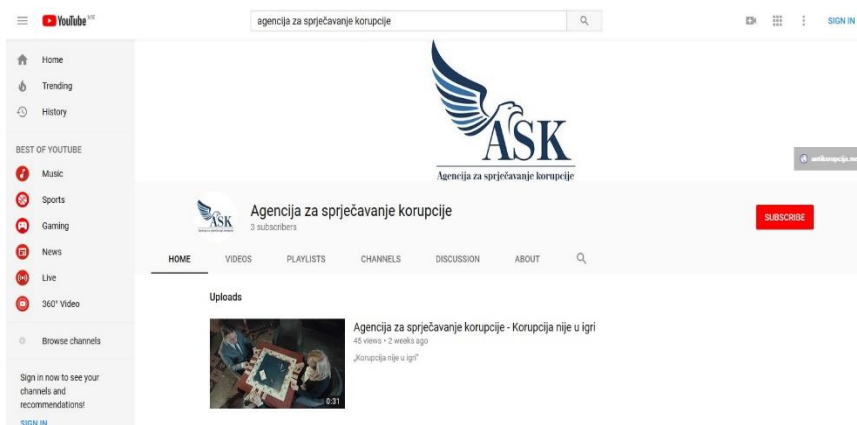 YouTube ME
agencija za sprječavanje korupcije
SIGN IN
Home
Trending
History
BEST OF YOUTUBE
Music
Sports
Gaming
News
Live
360° Video
Browse channels
Sign in now to see your
channels and
recommendations!
SIGN IN
ASK
Agencija za sprječavanje korupcije
antikorupcija.me
ASK
Agencija za sprječavanje korupcije
3 subscribers
SUBSCRIBE
HOME VIDEOS PLAYLISTS CHANNELS DISCUSSION ABOUT
Uploads
Agencija za sprječavanje korupcije - Korupcija nije u igri
45 views • 2 weeks ago
„Korupcija nije u igri"
0:31